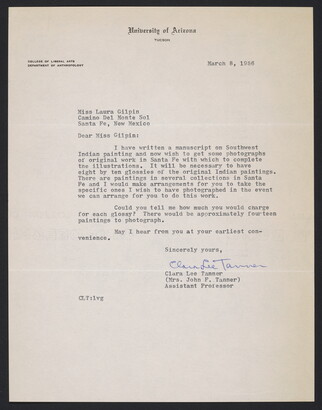 University of Arizona
TUCSON
COLLEGE OF LIBERAL ARTS
DEPARTMENT OF ANTHROPOLOGY
March 8, 1956
Miss Laura Gilpin
Camino Del Monte Sol
Santa Fe, New Mexico
Dear Miss Gilpin:
I have written a manuscript on Southwest
Indian painting and now wish to get some photographs
of original work in Santa Fe with which to complete
the illustrations. It will be necessary to have
eight by ten glossies of the original Indian paintings.
There are paintings in several collections in Santa
Fe and I would make arrangements for you to take the
specific ones I wish to have photographed in the event
we can arrange for you to do this work.
Could you tell me how much you would charge
for each glossy? There would be approximately fourteen
paintings to photograph.
May I hear from you at your earliest con-
venience.
Sincerely yours,
Clara Lee Tanner
Clara Lee Tanner
(Mrs. John F. Tanner)
Assistant Professor
CLT:lvg